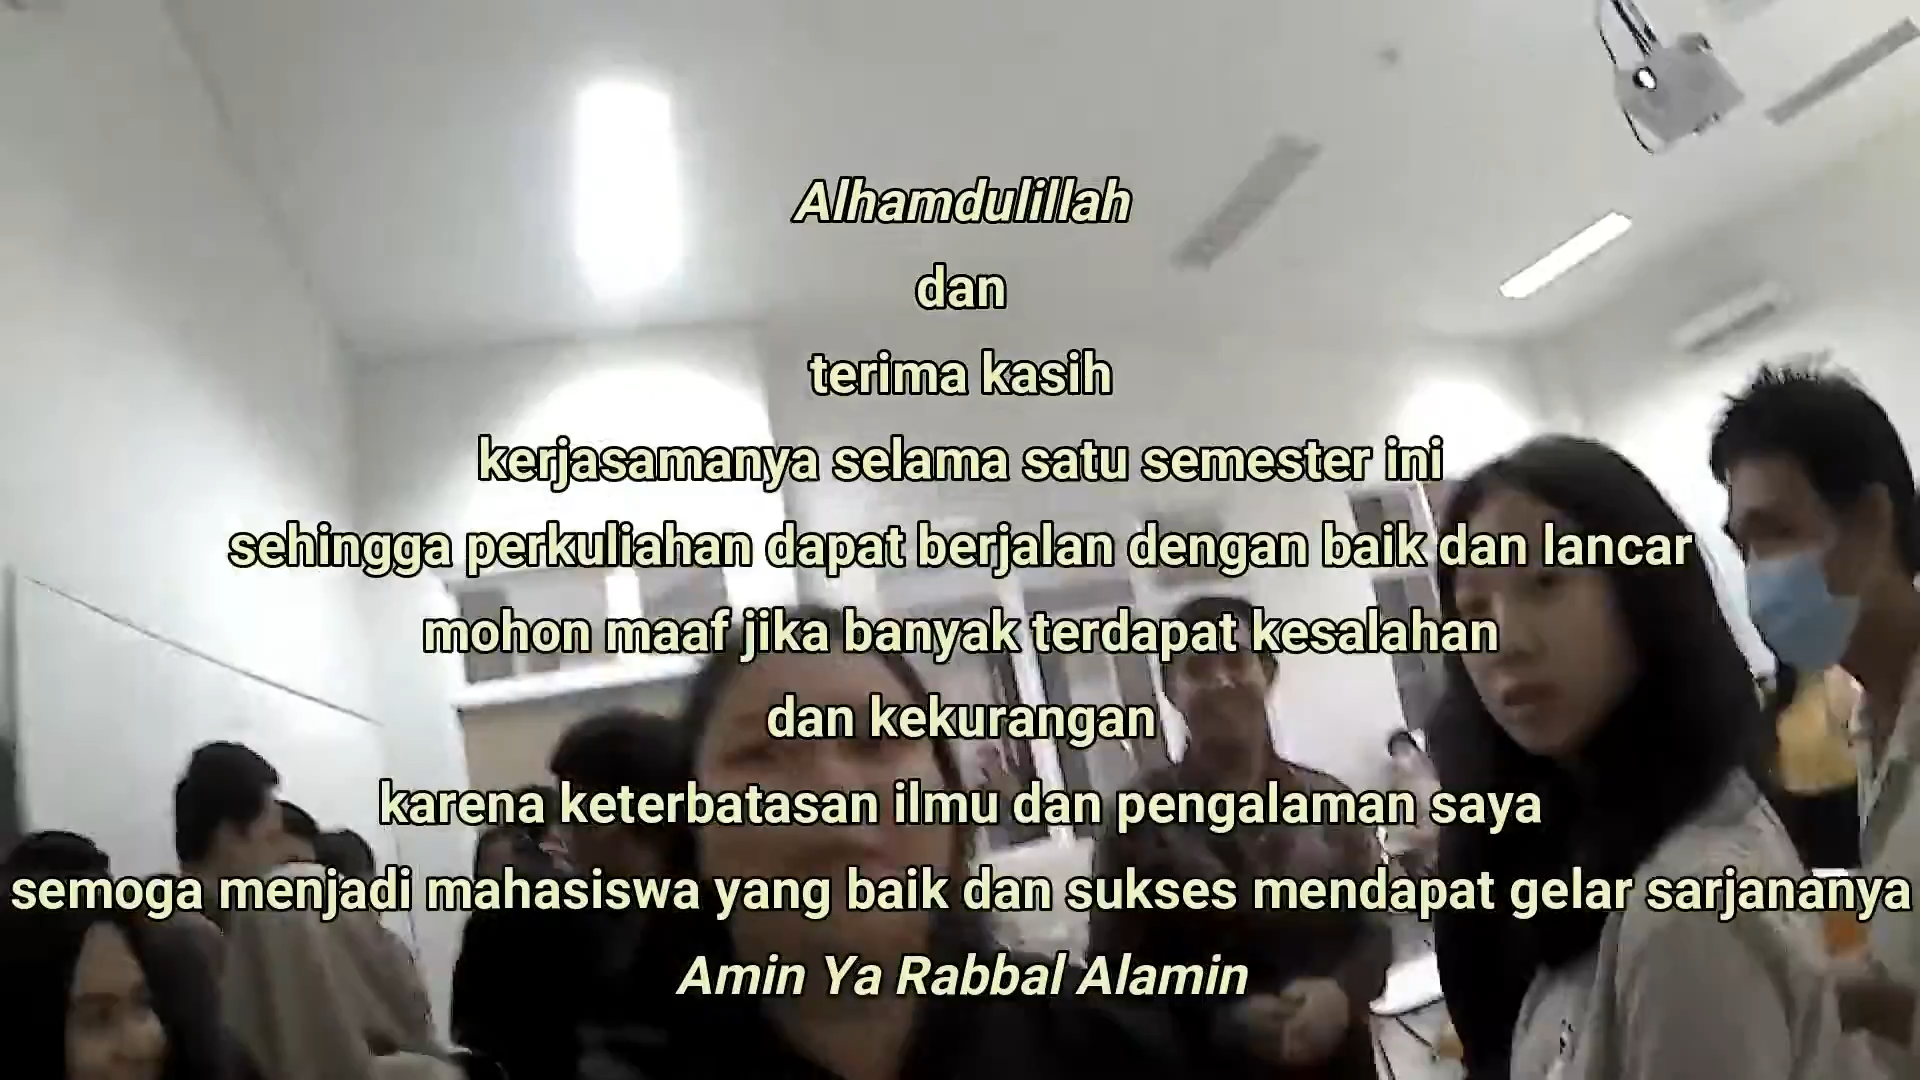 Alhamdulillah
dan
terima kasih
kerjasamanya selama satu semester ini
sehingga perkuliahan dapat berjalan dengan baik dan lancar
mohon maaf jika banyak terdapat kesalahan
dan kekurangan
karena keterbatasan ilmu dan pengalaman saya
semoga menjadi mahasiswa yang baik dan sukses mendapat gelar sarjananya
Amin Ya Rabbal Alamin